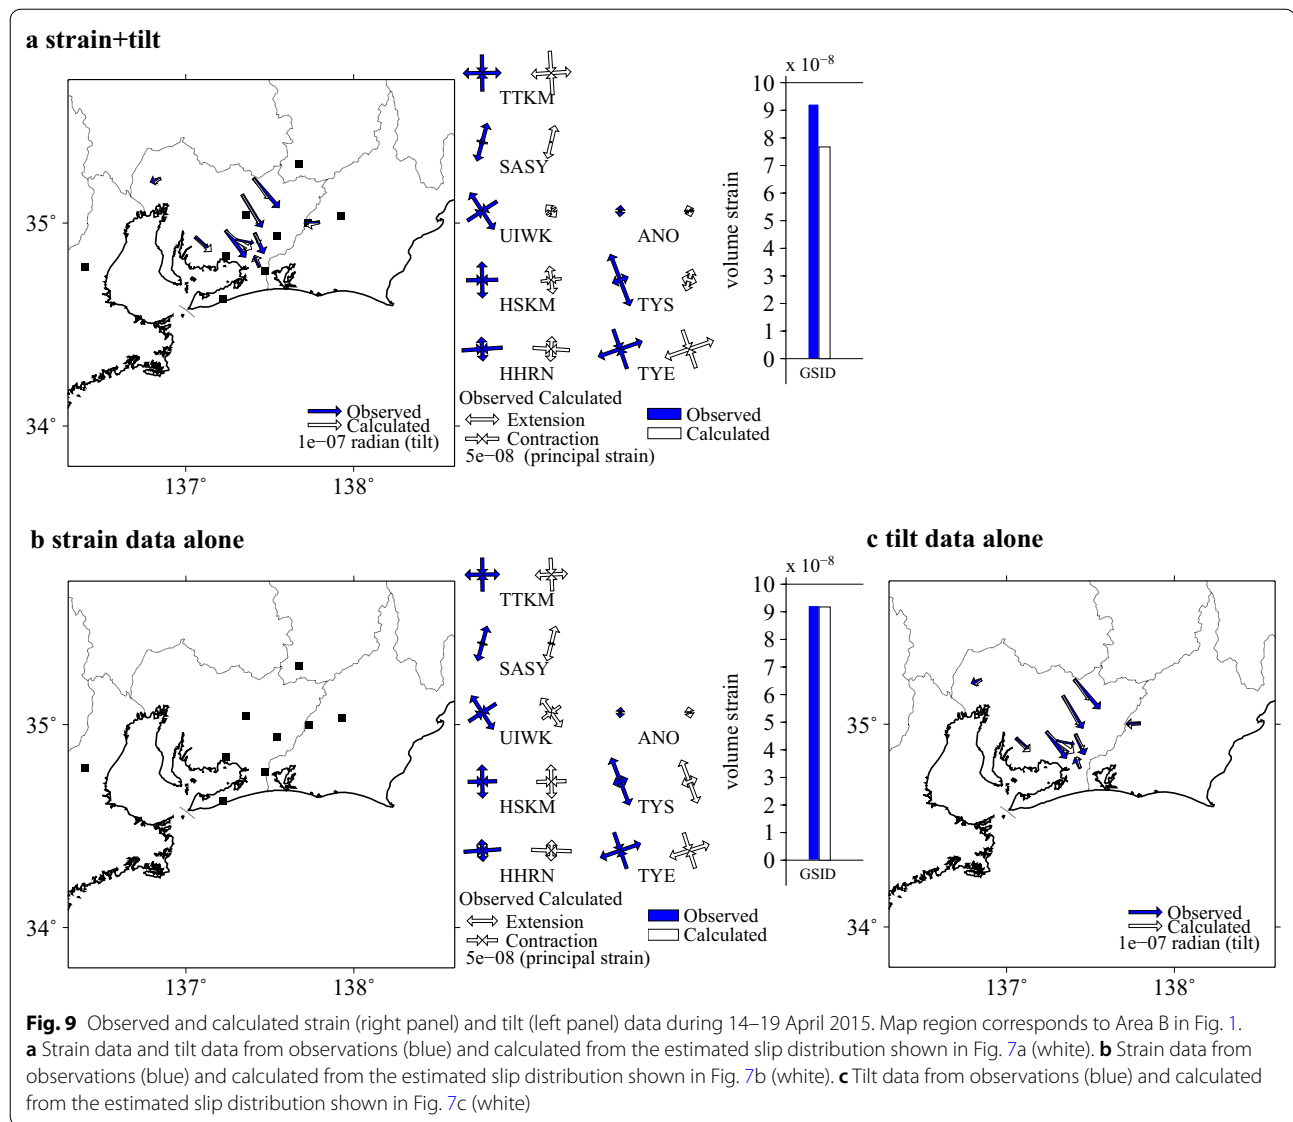 a strain+tilt
35°
34°
137°
138°
Observed
Calculated
1e−07 radian (tilt)
TTKM
SASY
UIWK
ANO
HSKM
TYS
HHRN
TYE
Observed Calculated
Extension
Contraction
5e−08 (principal strain)
Observed
Calculated
x 10⁻⁸
volume strain
10
9
8
7
6
5
4
3
2
1
0
GSID
b strain data alone
35°
34°
137°
138°
TTKM
SASY
UIWK
ANO
HSKM
TYS
HHRN
TYE
Observed Calculated
Extension
Contraction
5e−08 (principal strain)
Observed
Calculated
x 10⁻⁸
volume strain
10
9
8
7
6
5
4
3
2
1
0
GSID
c tilt data alone
35°
34°
137°
138°
Observed
Calculated
1e−07 radian (tilt)
Fig. 9 Observed and calculated strain (right panel) and tilt (left panel) data during 14–19 April 2015. Map region corresponds to Area B in Fig. 1.
a Strain data and tilt data from observations (blue) and calculated from the estimated slip distribution shown in Fig. 7a (white). b Strain data from
observations (blue) and calculated from the estimated slip distribution shown in Fig. 7b (white). c Tilt data from observations (blue) and calculated
from the estimated slip distribution shown in Fig. 7c (white)